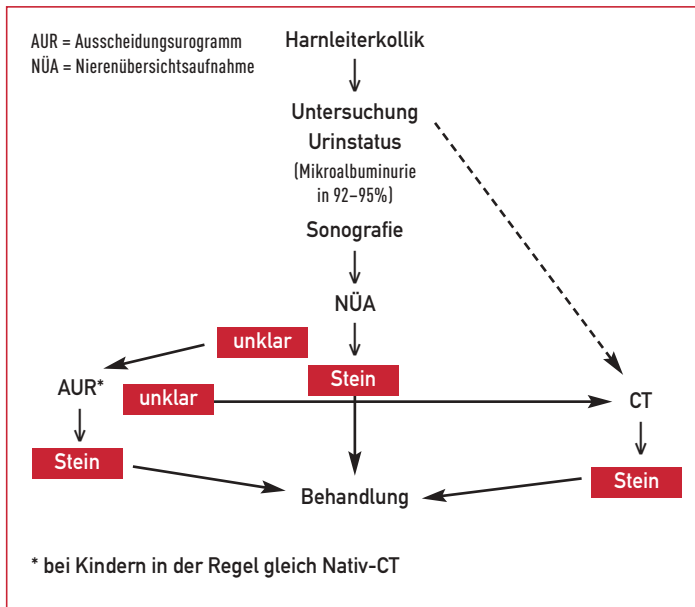 AUR = Ausscheidungsurogramm
NÜA = Nierenübersichtsaufnahme
Harnleiterkolik
Untersuchung
Urinstatus
(Mikroalbuminurie
in 92–95%)
Sonografie
NÜA
unklar
Stein
AUR*
unklar
CT
Stein
Stein
Behandlung
* bei Kindern in der Regel gleich Nativ-CT